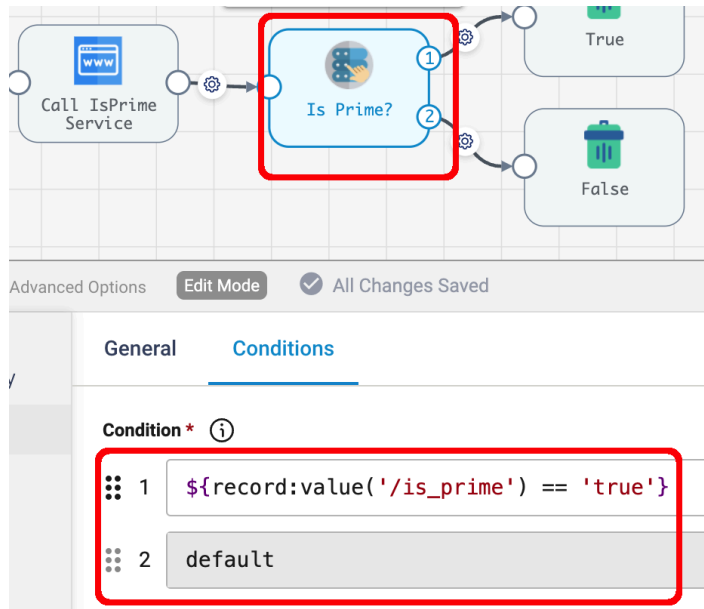 True
www
Call IsPrime
Service
1
Is Prime?
2
False
Advanced Options
Edit Mode
All Changes Saved
General
Conditions
y
Condition *
1
${record:value('/is_prime') == 'true'}
2
default